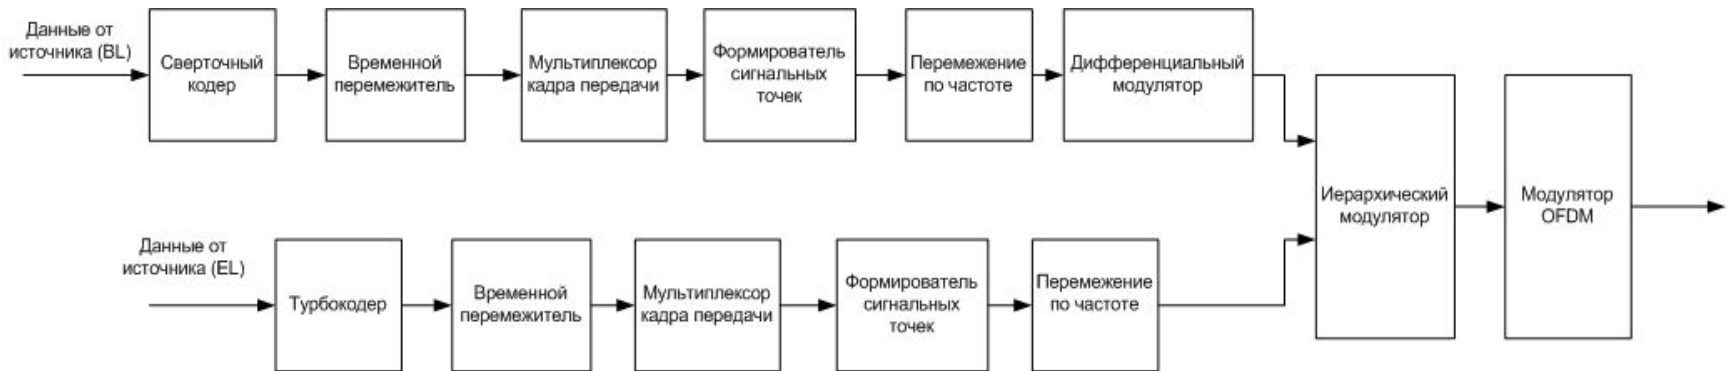 Данные от
источника (BL)
Сверточный
кодер
Временной
перемежитель
Мультиплексор
кадра передачи
Формирователь
сигнальных
точек
Перемежение
по частоте
Дифференциальный
модулятор
Иерархический
модулятор
Модулятор
OFDM
Данные от
источника (EL)
Турбокодер
Временной
перемежитель
Мультиплексор
кадра передачи
Формирователь
сигнальных
точек
Перемежение
по частоте